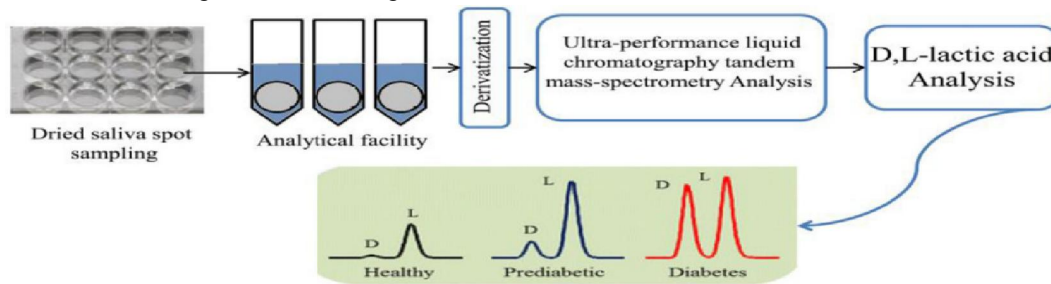 Dried saliva spot
sampling
Analytical facility
Derivatization
Ultra-performance liquid
chromatography tandem
mass-spectrometry Analysis
D,L-lactic acid
Analysis
D
L
Healthy
D
L
Prediabetic
D
L
Diabetes